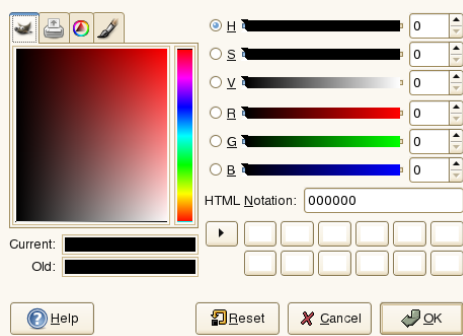 H 0
S 0
V 0
R 0
G 0
B 0
HTML Notation: 000000
Current:
Old:
Help Reset Cancel OK